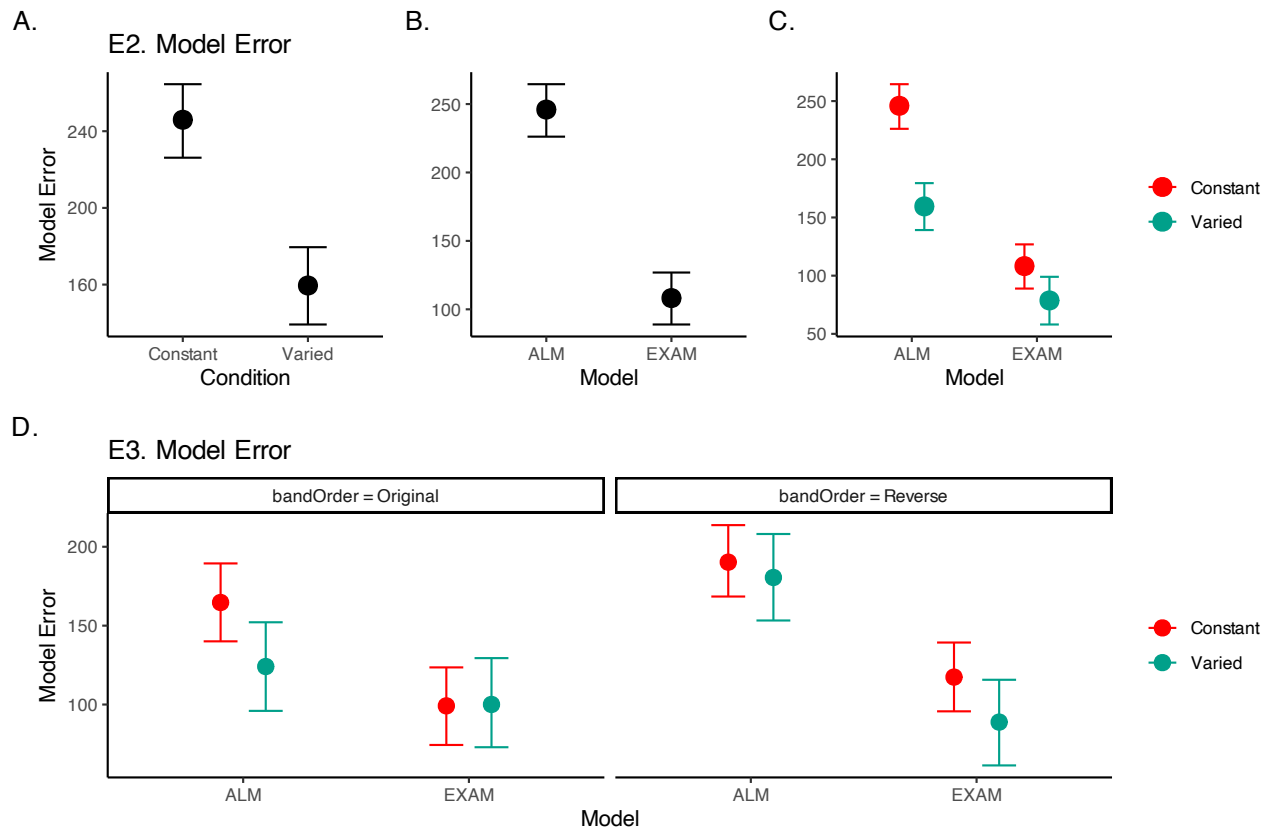 A.
E2. Model Error
Model Error
240
200
160
Constant Varied
Condition
B.
250
200
150
100
ALM EXAM
Model
C.
250
200
150
100
50
ALM EXAM
Model
Constant
Varied
D.
E3. Model Error
bandOrder = Original
bandOrder = Reverse
Model Error
200
150
100
ALM EXAM
ALM EXAM
Model
Constant
Varied